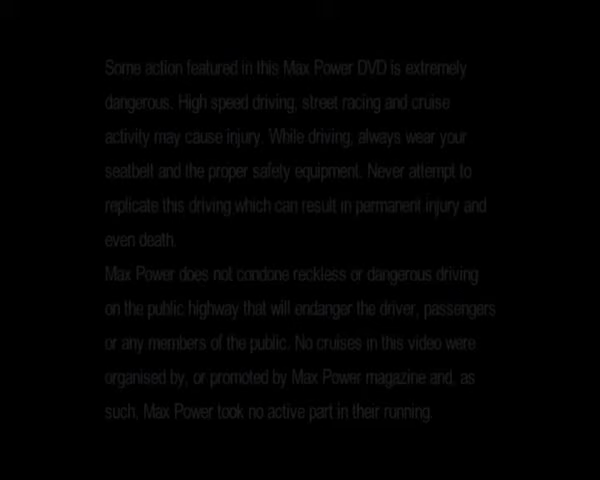 Some action featured in this Max Power DVD is extremely
dangerous. High speed driving, street racing and cruise
activity may cause injury. While driving, always wear your
seatbelt and the proper safety equipment. Never attempt to
replicate this driving which can result in permanent injury and
even death.
Max Power does not condone reckless or dangerous driving
on the public highway that will endanger the driver, passengers
or any members of the public. No cruises in this video were
organised by, or promoted by Max Power magazine and, as
such, Max Power took no active part in their running.